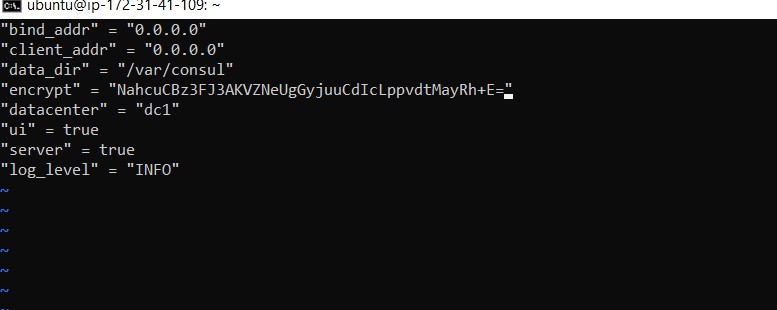 ubuntu@ip-172-31-41-109: ~
"bind_addr" = "0.0.0.0"
"client_addr" = "0.0.0.0"
"data_dir" = "/var/consul"
"encrypt" = "NahcuCBz3FJ3AKVZNeUgGyjuuCdIcLppvdtMayRh+E="
"datacenter" = "dc1"
"ui" = true
"server" = true
"log_level" = "INFO"
~
~
~
~
~
~